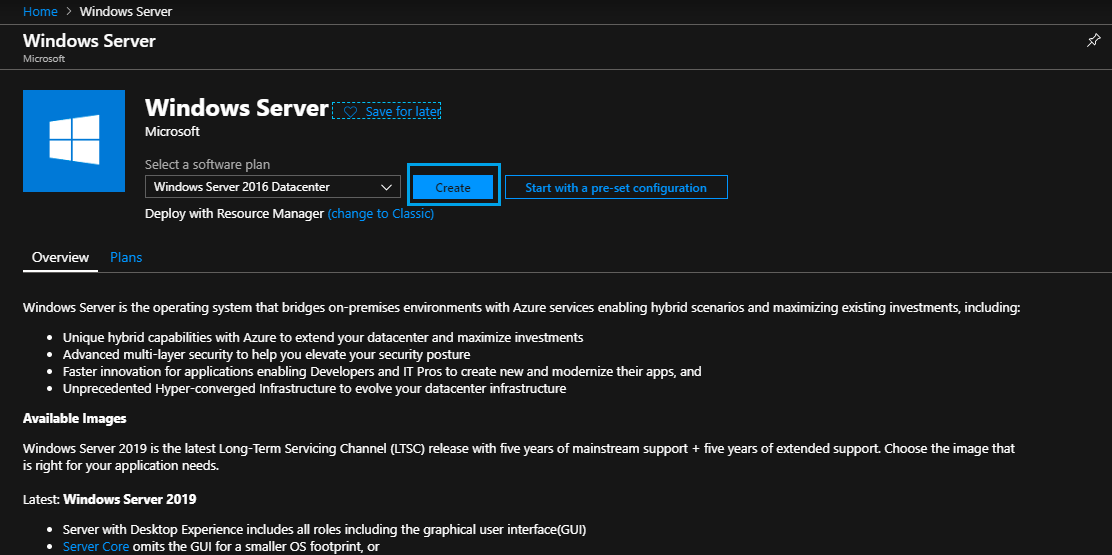 Home > Windows Server
Windows Server
Microsoft
Windows Server Save for later
Microsoft
Select a software plan
Windows Server 2016 Datacenter Create Start with a pre-set configuration
Deploy with Resource Manager (change to Classic)
Overview Plans
Windows Server is the operating system that bridges on-premises environments with Azure services enabling hybrid scenarios and maximizing existing investments, including:
• Unique hybrid capabilities with Azure to extend your datacenter and maximize investments
• Advanced multi-layer security to help you elevate your security posture
• Faster innovation for applications enabling Developers and IT Pros to create new and modernize their apps, and
• Unprecedented Hyper-converged Infrastructure to evolve your datacenter infrastructure
Available Images
Windows Server 2019 is the latest Long-Term Servicing Channel (LTSC) release with five years of mainstream support + five years of extended support. Choose the image that
is right for your application needs.
Latest: Windows Server 2019
• Server with Desktop Experience includes all roles including the graphical user interface(GUI)
• Server Core omits the GUI for a smaller OS footprint, or